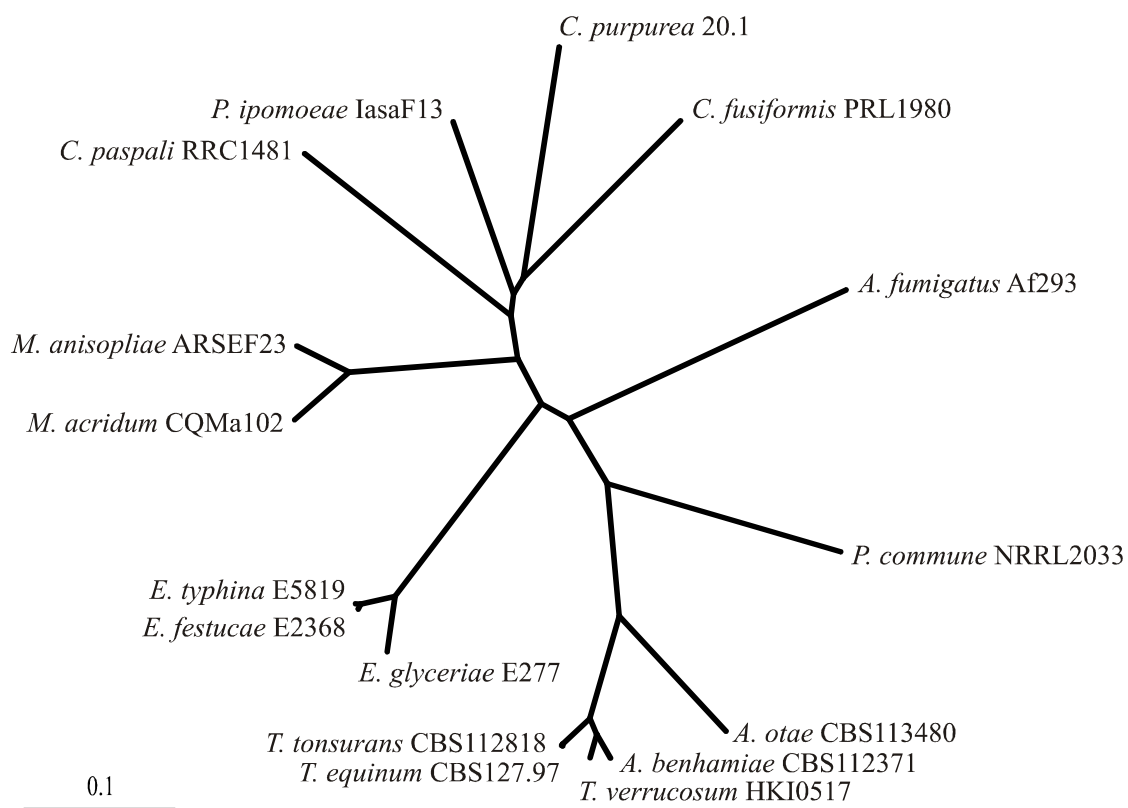 C. purpurea 20.1
P. ipomoeae IasaF13
C. fusiformis PRL1980
C. paspali RRC1481
A. fumigatus Af293
M. anisopliae ARSEF23
M. acridum CQMa102
P. commune NRRL2033
E. typhina E5819
E. festucae E2368
E. glyceriae E277
A. otae CBS113480
T. tonsurans CBS112818
A. benhamiae CBS112371
T. equinum CBS127.97
T. verrucosum HKI0517
0.1